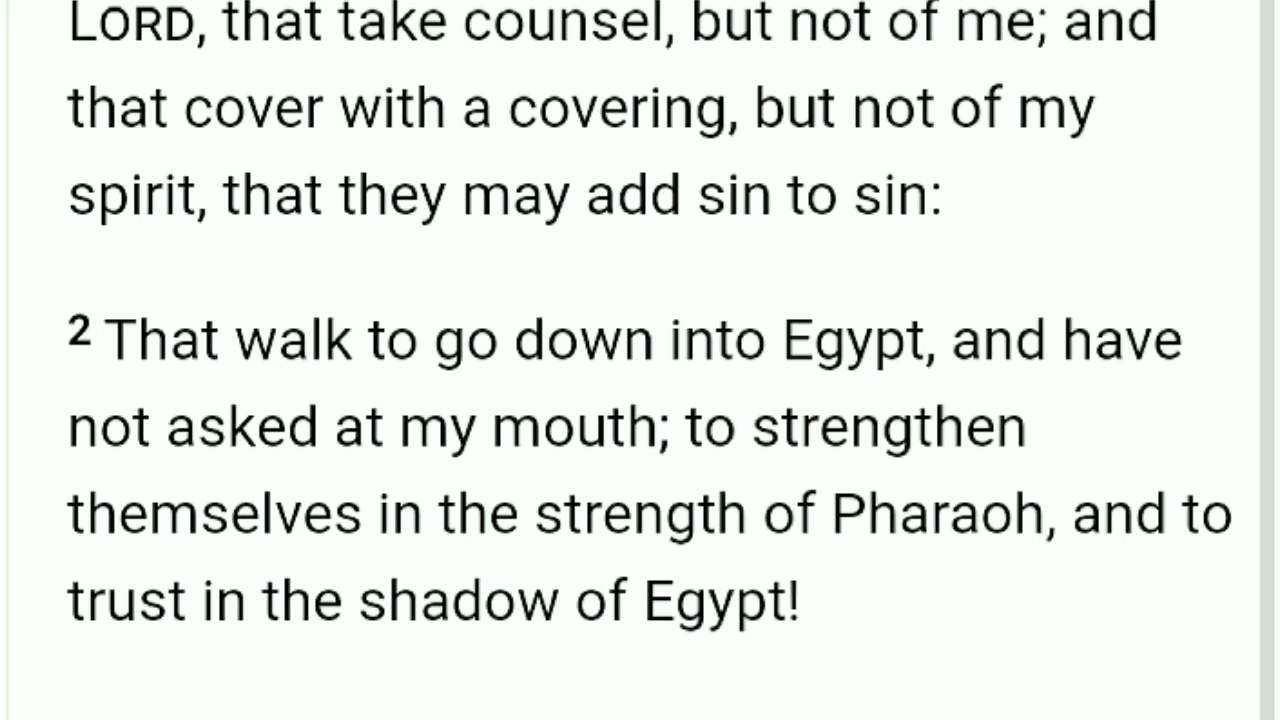 LORD, that take counsel, but not of me; and
that cover with a covering, but not of my
spirit, that they may add sin to sin:
2 That walk to go down into Egypt, and have
not asked at my mouth; to strengthen
themselves in the strength of Pharaoh, and to
trust in the shadow of Egypt!